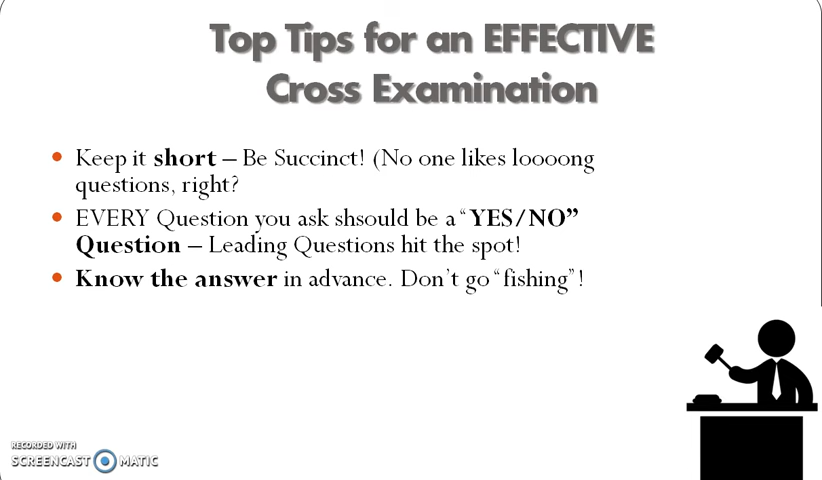 Top Tips for an EFFECTIVE
Cross Examination
• Keep it short – Be Succinct! (No one likes loooong
questions, right?
• EVERY Question you ask shsould be a “YES/NO”
Question – Leading Questions hit the spot!
• Know the answer in advance. Don’t go “fishing”!
RECORDED WITH
SCREENCAST MATIC